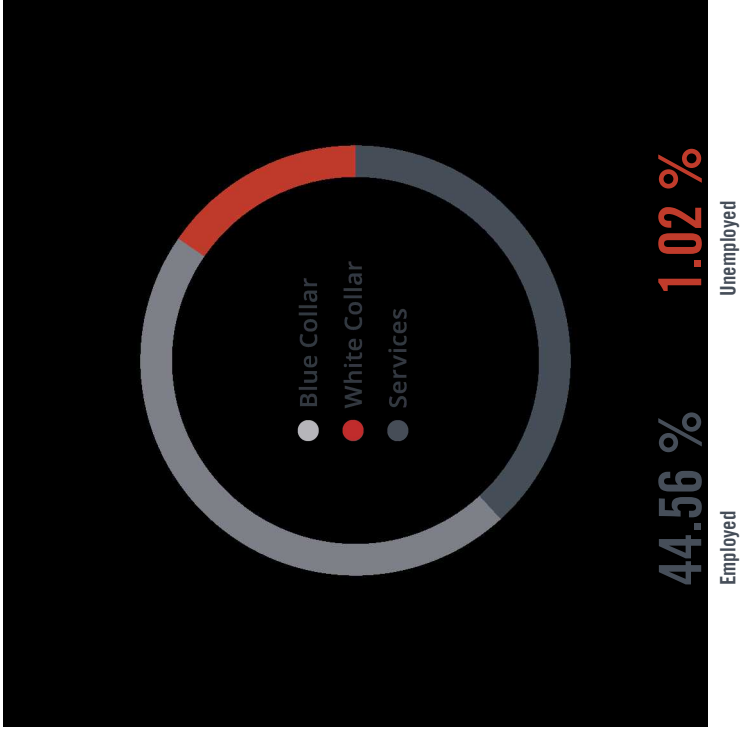 Blue Collar
White Collar
Services
44.56 %
Employed
1.02 %
Unemployed